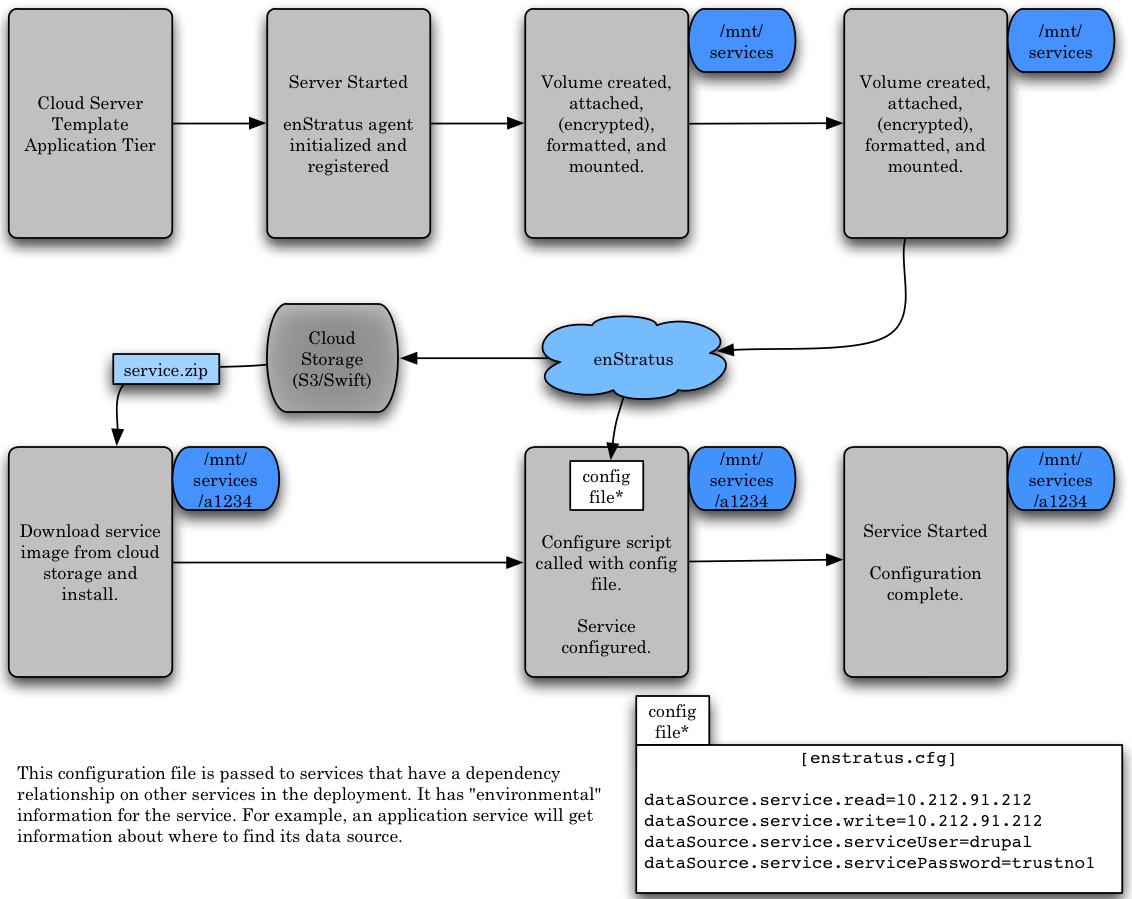 Cloud Server
Template
Application Tier
Server Started
enStratus agent
initialized and
registered
Volume created,
attached,
(encrypted),
formatted, and
mounted.
/mnt/
services
Volume created,
attached,
(encrypted),
formatted, and
mounted.
/mnt/
services
service.zip
Cloud
Storage
(S3/Swift)
enStratus
Download service
image from cloud
storage and
install.
/mnt/
services
/a1234
config
file*
Configure script
called with config
file.
Service
configured.
/mnt/
services
/a1234
Service Started
Configuration
complete.
/mnt/
services
/a1234
This configuration file is passed to services that have a dependency
relationship on other services in the deployment. It has "environmental"
information for the service. For example, an application service will get
information about where to find its data source.
config
file*
[enstratus.cfg]
dataSource.service.read=10.212.91.212
dataSource.service.write=10.212.91.212
dataSource.service.serviceUser=drupal
dataSource.service.servicePassword=trustno1